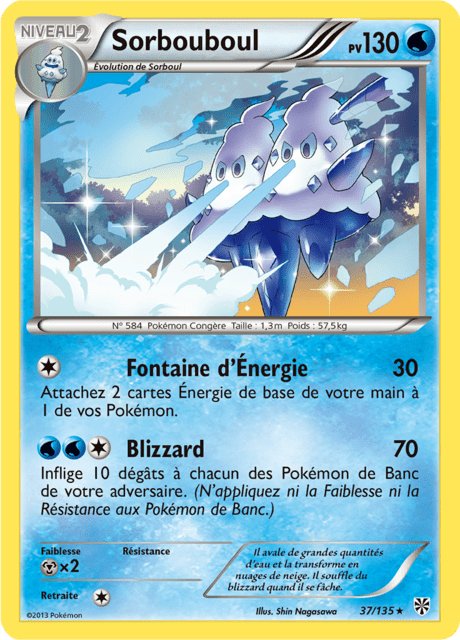 NIVEAU2
Sorbouboul
PV130
Évolution de Sorboul
N° 584 Pokémon Congère Taille : 1,3m Poids : 57,5kg
Fontaine d'Énergie 30
Attachez 2 cartes Énergie de base de votre main à
1 de vos Pokémon.
Blizzard 70
Inflige 10 dégâts à chacun des Pokémon de Banc
de votre adversaire. (N'appliquez ni la Faiblesse ni la
Résistance aux Pokémon de Banc.)
Faiblesse Résistance
×2
Retraite
Il avale de grandes quantités
d'eau et la transforme en
nuages de neige. Il souffle du
blizzard quand il se fâche.
©2013 Pokémon
Illus. Shin Nagasawa
37/135★